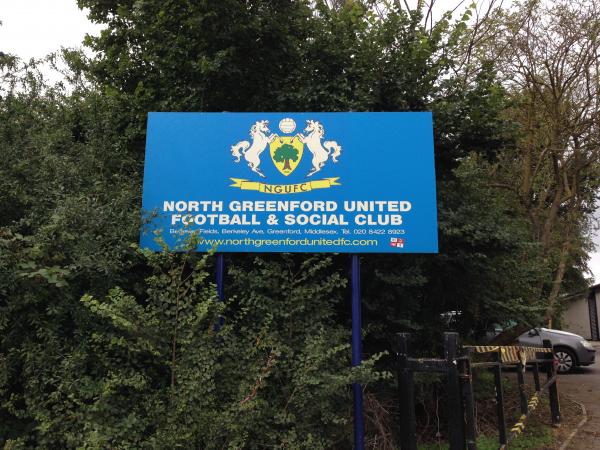 NGUFC
NORTH GREENFORD UNITED
FOOTBALL & SOCIAL CLUB
Fields, Berkeley Ave, Greenford, Middlesex, Tel. 020 8422 8923
www.northgreenfordunitedfc.com